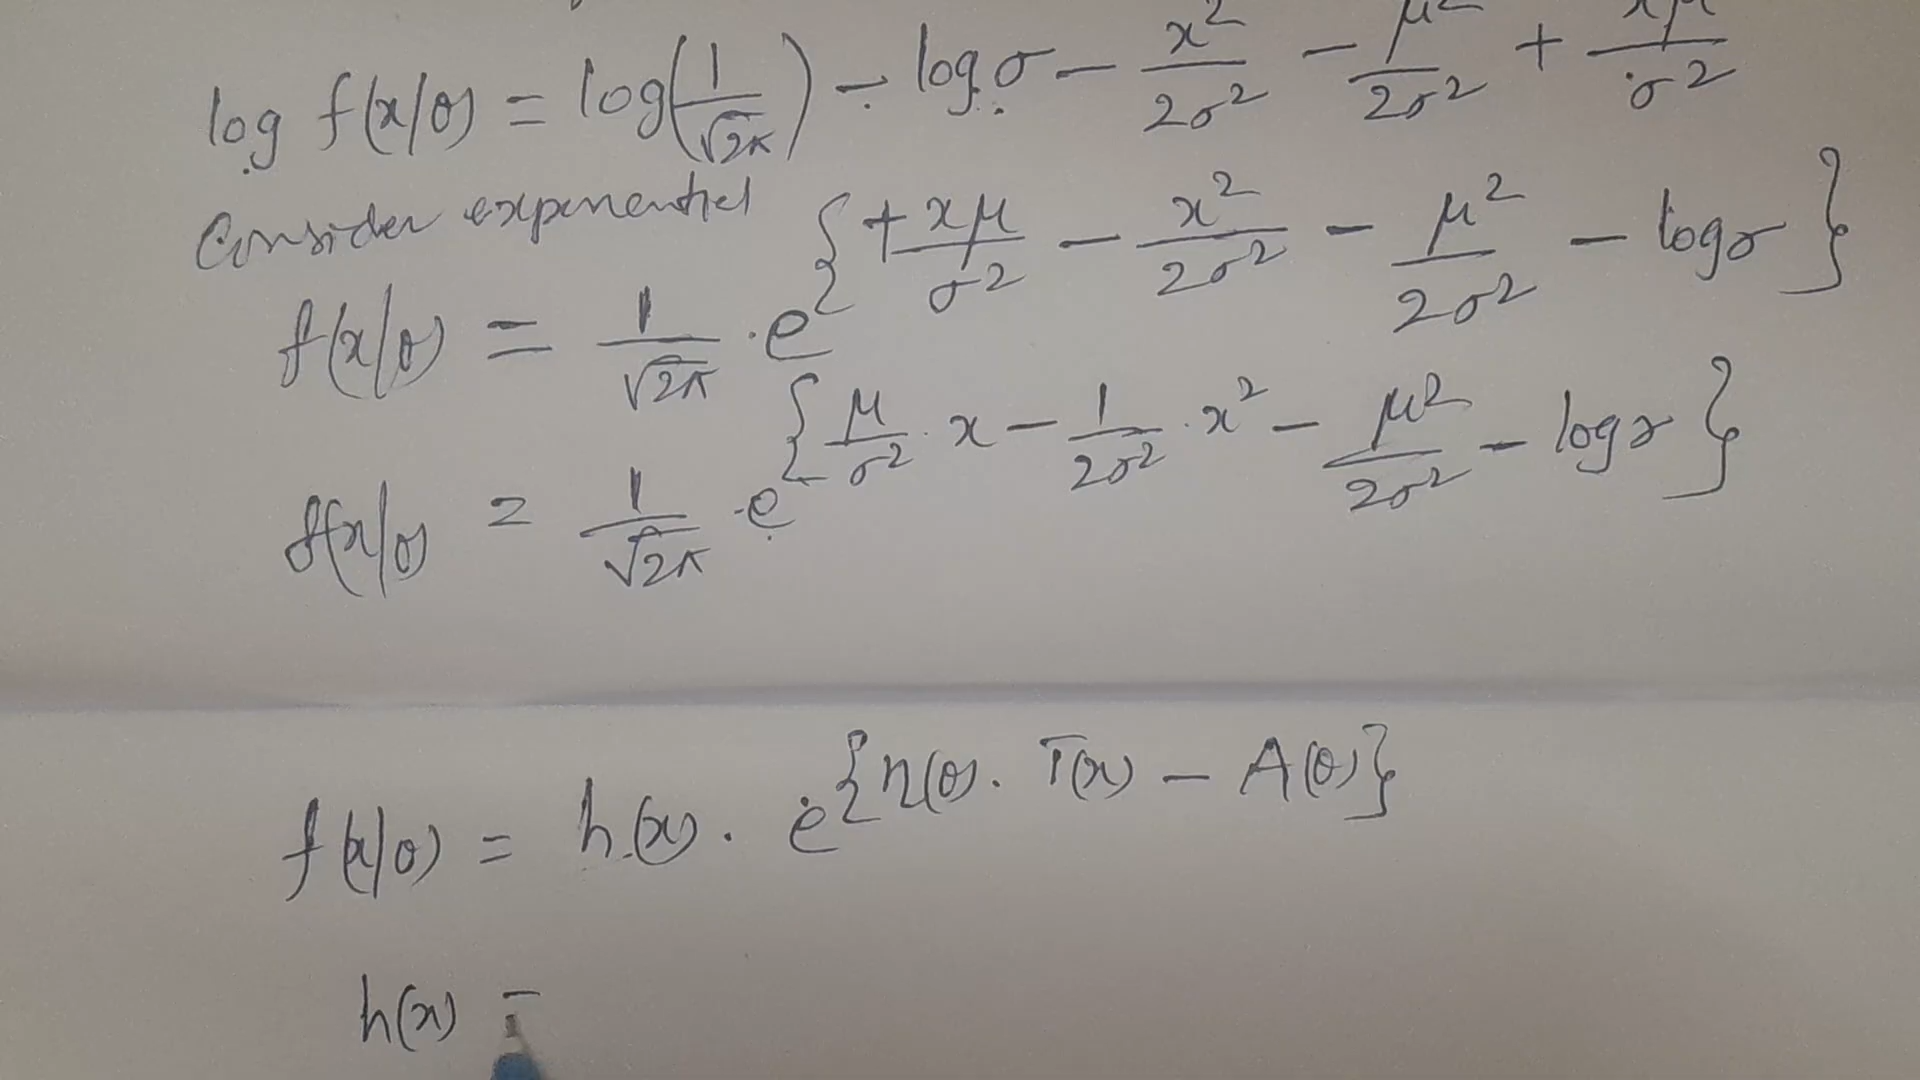 log f(x/θ) = log(1/√2π) - log σ - x²/2σ² - μ²/2σ² + xμ/σ²
Consider exponential
f(x/θ) = 1/√2π · e^{+xμ/σ² - x²/2σ² - μ²/2σ² - log σ}
f(x/θ) = 1/√2π · e^{μ/σ² · x - 1/2σ² · x² - μ²/2σ² - log σ}
f(x/θ) = h(x) · e^{η(θ) · T(x) - A(θ)}
h(x) =